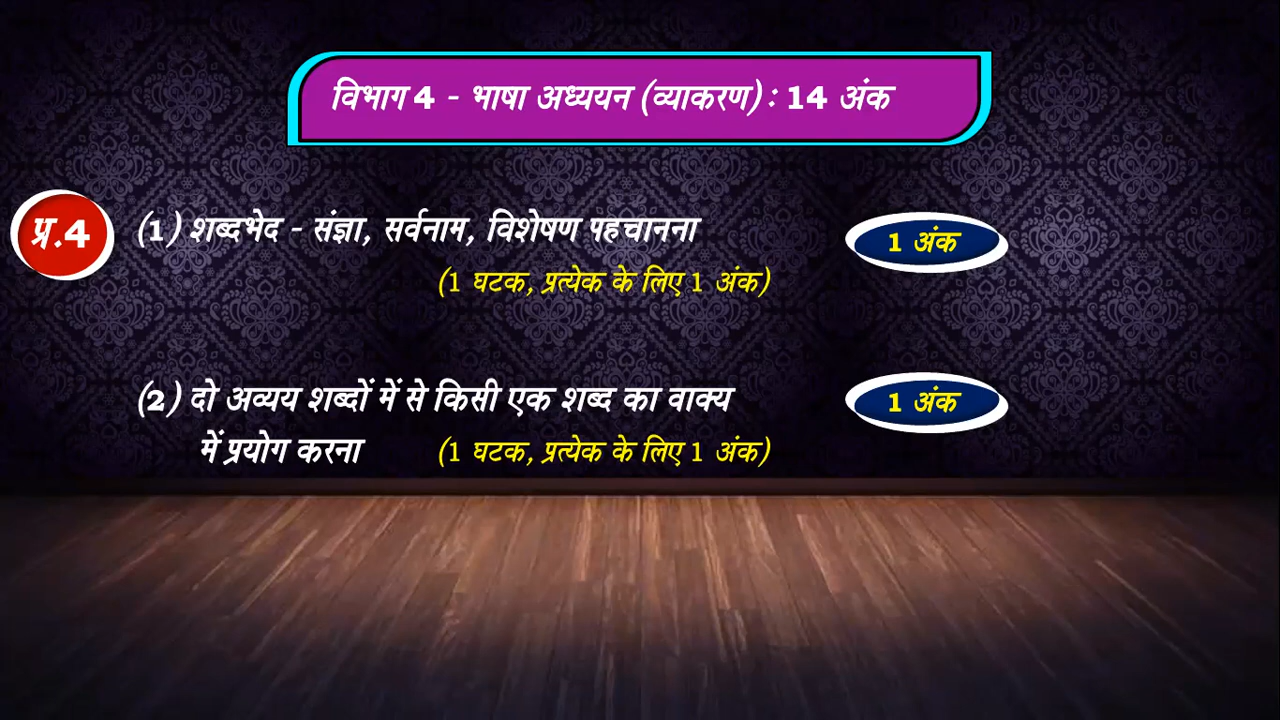 विभाग 4 - भाषा अध्ययन (व्याकरण) : 14 अंक
प्र.4 (1) शब्दभेद - संज्ञा, सर्वनाम, विशेषण पहचानना 1 अंक
(1 घटक, प्रत्येक के लिए 1 अंक)
(2) दो अव्यय शब्दों में से किसी एक शब्द का वाक्य 1 अंक
में प्रयोग करना (1 घटक, प्रत्येक के लिए 1 अंक)